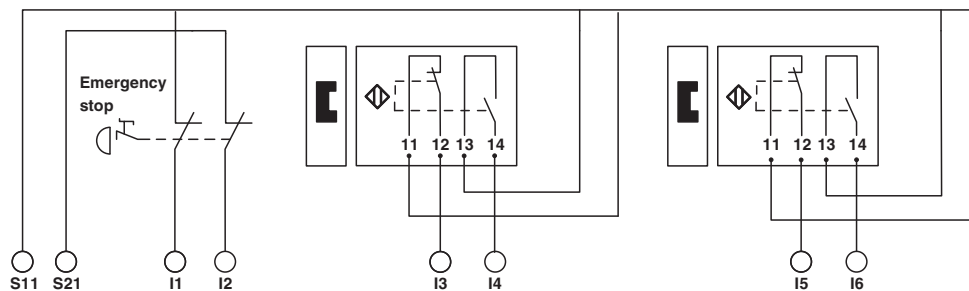 Emergency
stop
11 12 13 14
11 12 13 14
S11 S21 I1 I2 I3 I4 I5 I6